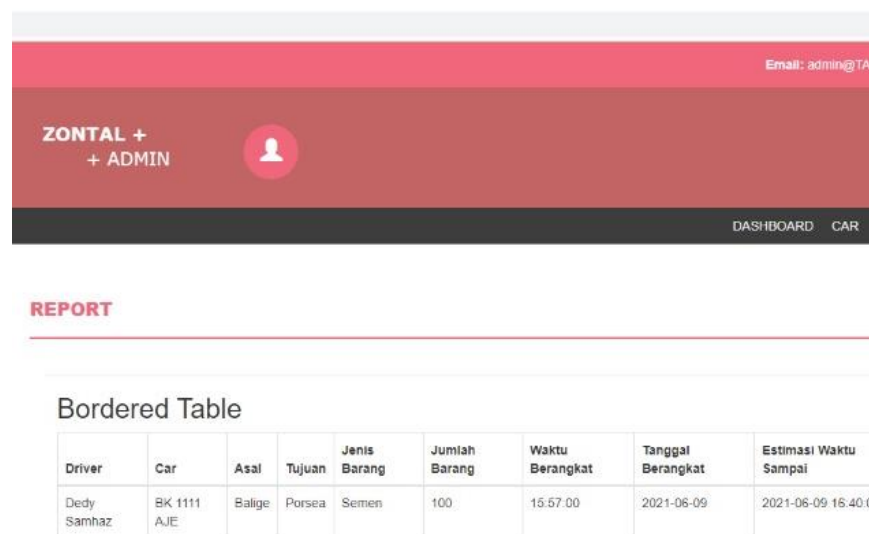 Email: admin@TA
ZONTAL +
+ ADMIN
DASHBOARD CAR
REPORT
Bordered Table
Driver Car Asal Tujuan Jenis Barang Jumlah Barang Waktu Berangkat Tanggal Berangkat Estimasi Waktu Sampai
Dedy Samhaz BK 1111 AJE Balige Porsea Semen 100 15:57:00 2021-06-09 2021-06-09 16:40:0